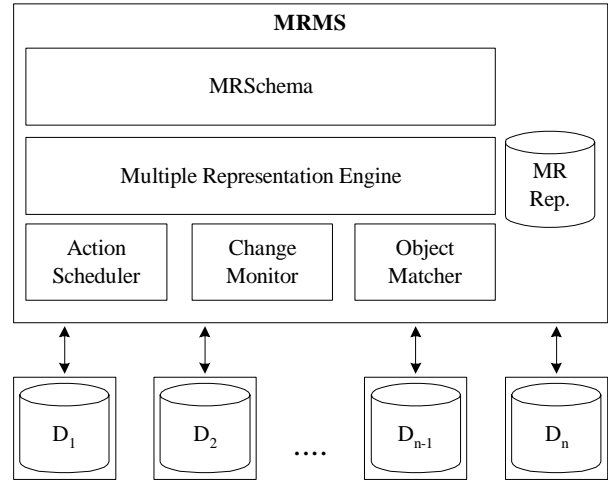 MRMS
MRSchema
Multiple Representation Engine
MR
Rep.
Action
Scheduler
Change
Monitor
Object
Matcher
D1
D2
....
Dn-1
Dn